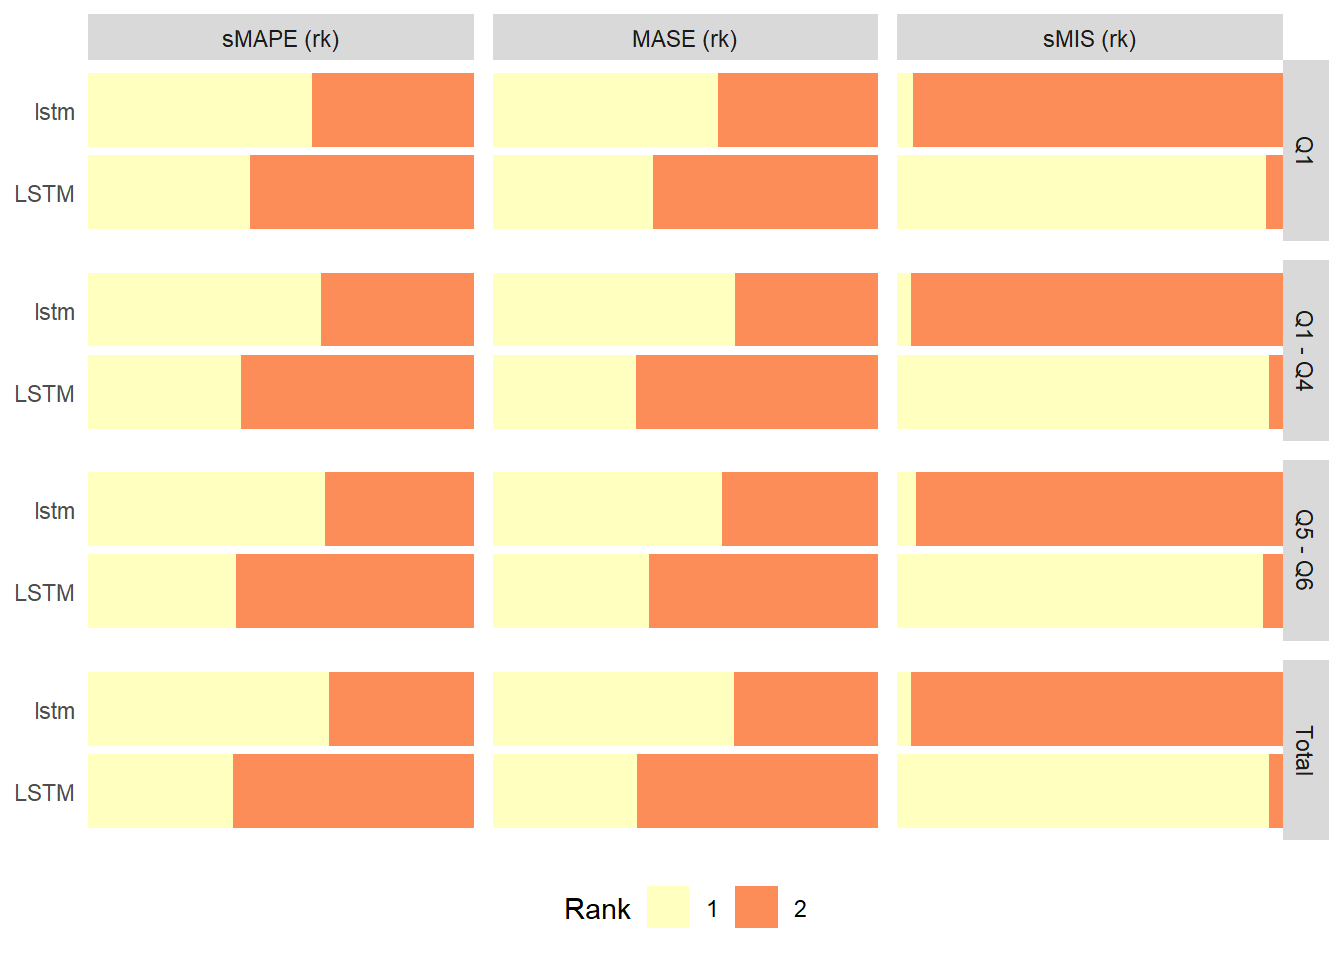 sMAPE (rk)
MASE (rk)
sMIS (rk)
lstm
LSTM
Q1
lstm
LSTM
Q1 - Q4
lstm
LSTM
Q5 - Q6
lstm
LSTM
Total
Rank 1 2